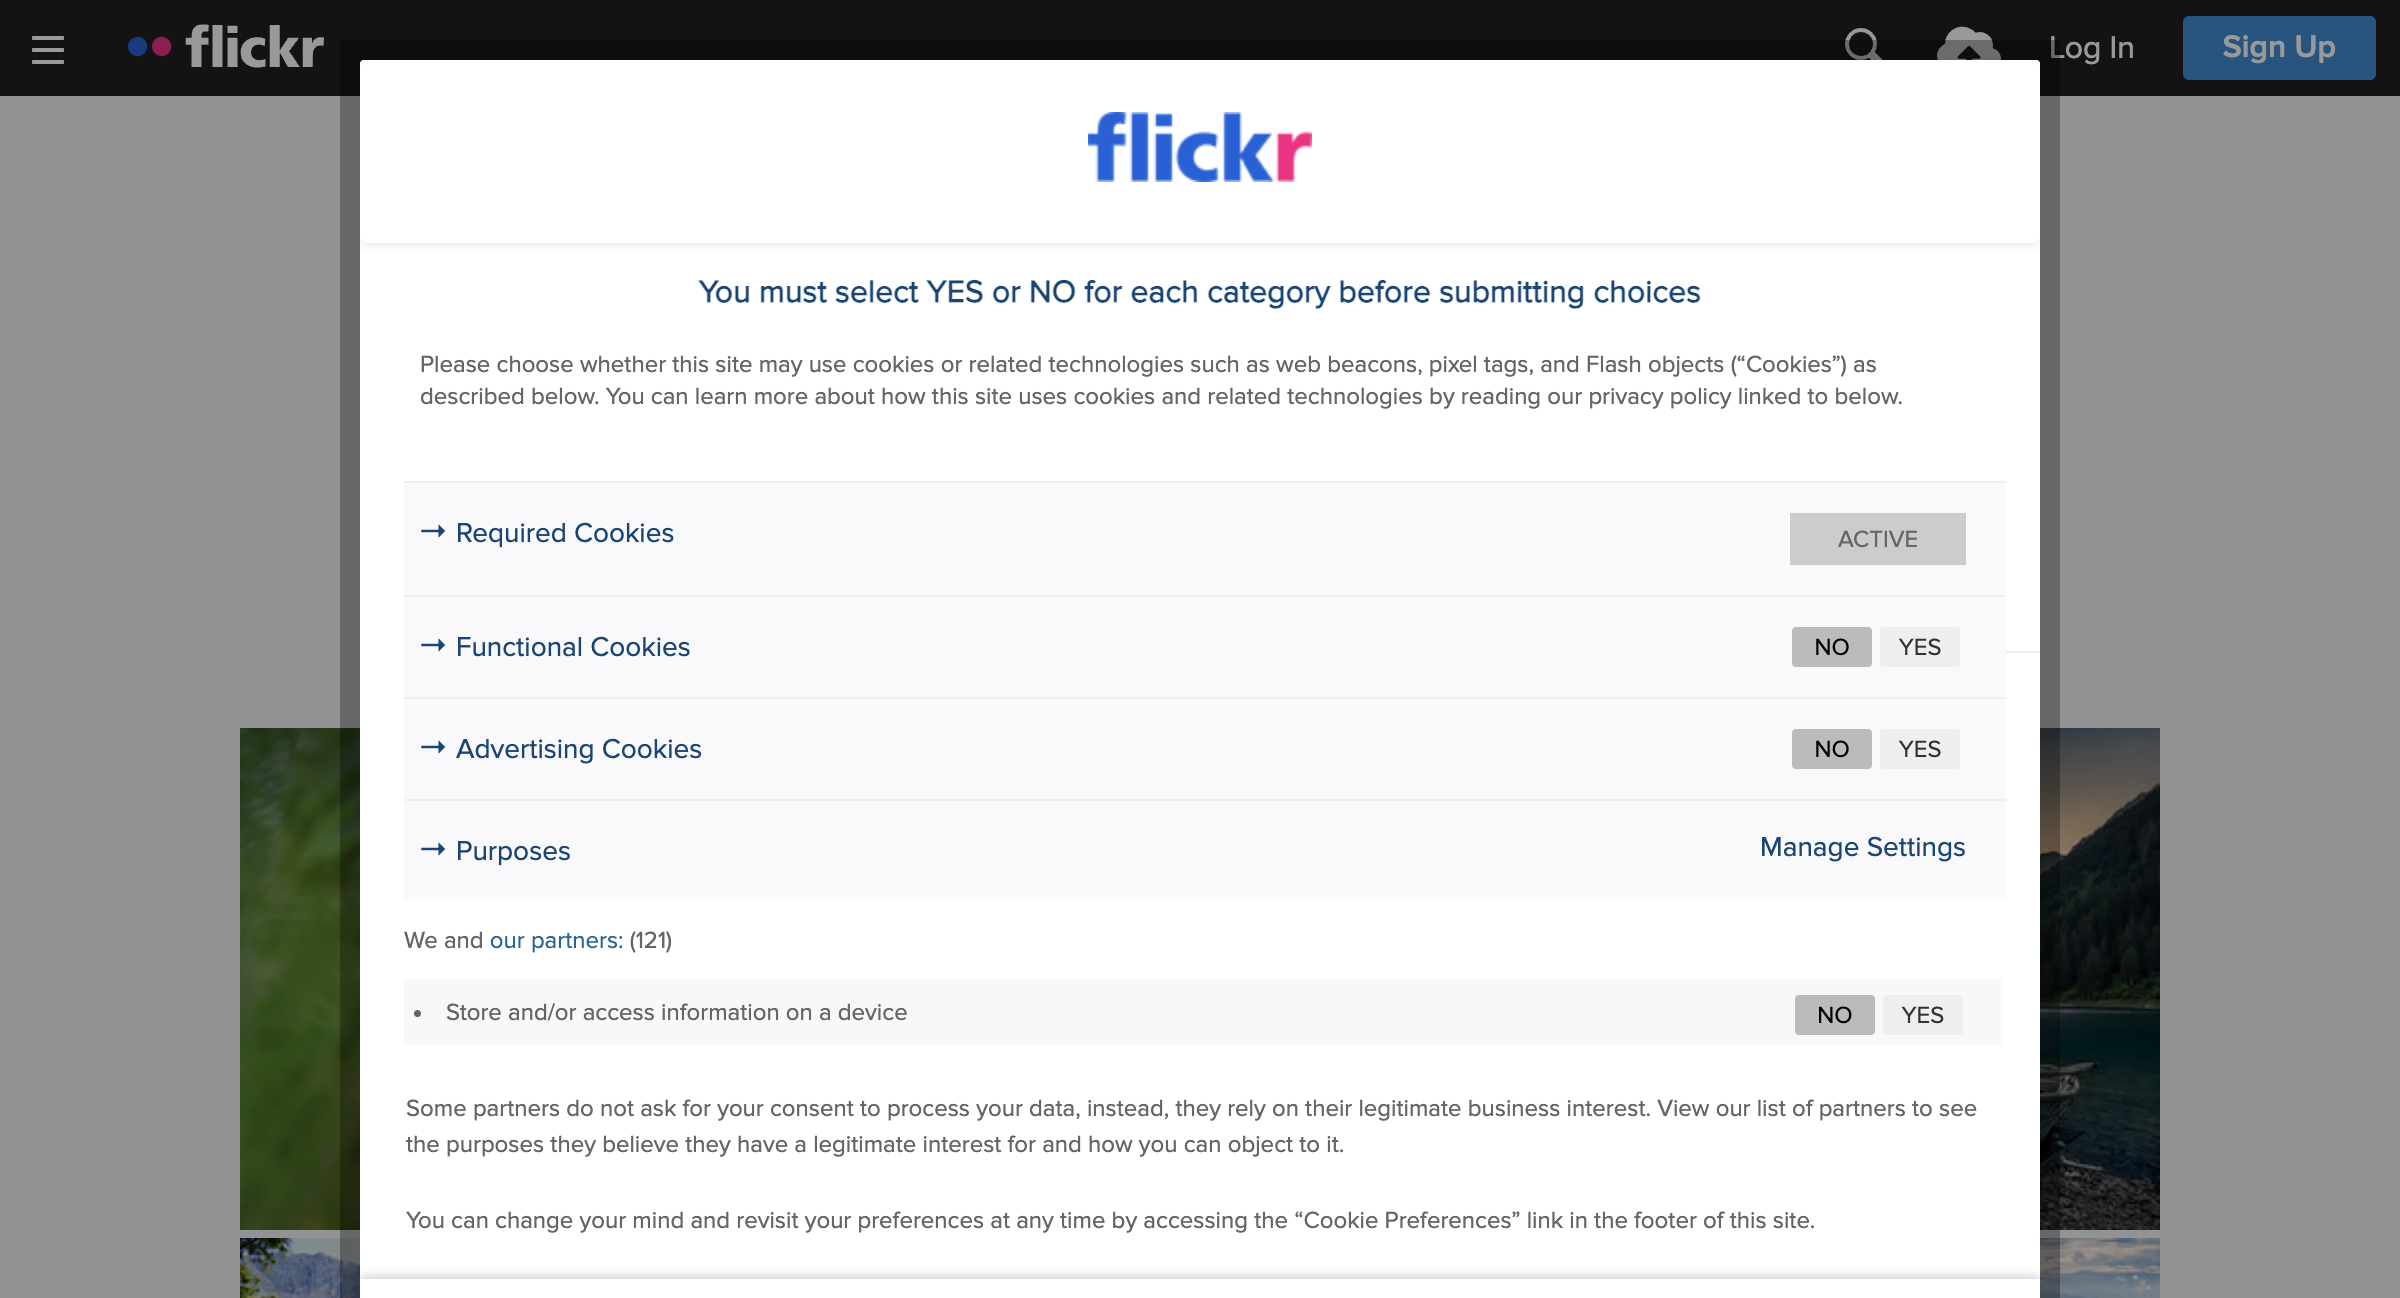 flickr
Log In
Sign Up
flickr
You must select YES or NO for each category before submitting choices
Please choose whether this site may use cookies or related technologies such as web beacons, pixel tags, and Flash objects (“Cookies”) as
described below. You can learn more about how this site uses cookies and related technologies by reading our privacy policy linked to below.
Required Cookies
ACTIVE
Functional Cookies
NO YES
Advertising Cookies
NO YES
Purposes
Manage Settings
We and our partners: (121)
• Store and/or access information on a device
NO YES
Some partners do not ask for your consent to process your data, instead, they rely on their legitimate business interest. View our list of partners to see
the purposes they believe they have a legitimate interest for and how you can object to it.
You can change your mind and revisit your preferences at any time by accessing the “Cookie Preferences” link in the footer of this site.